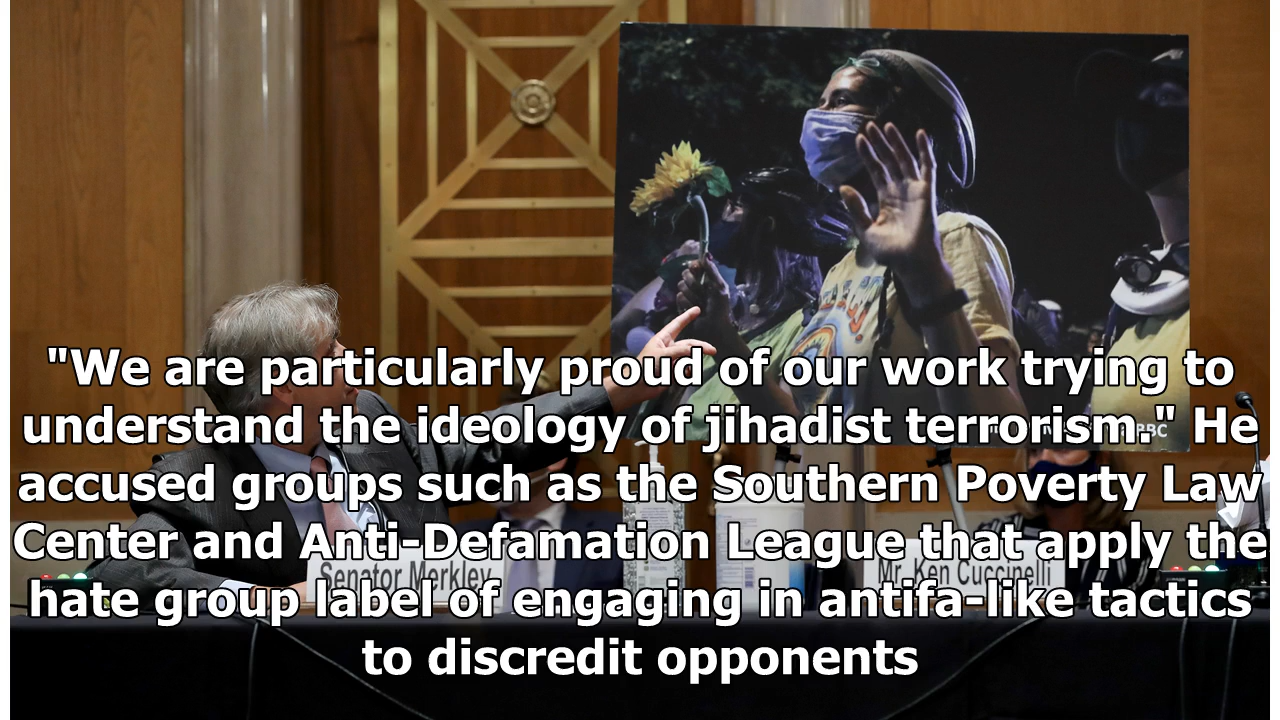 "We are particularly proud of our work trying to
understand the ideology of jihadist terrorism." He
accused groups such as the Southern Poverty Law
Center and Anti-Defamation League that apply the
hate group label of engaging in antifa-like tactics
to discredit opponents
Senator Merkley
Mr. Ken Cuccinelli